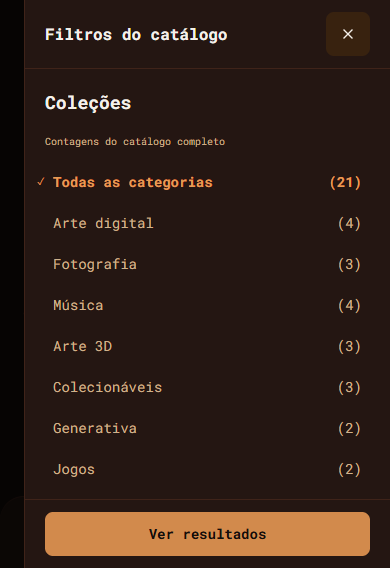 Filtros do catálogo
Coleções
Contagens do catálogo completo
✓ Todas as categorias (21)
Arte digital (4)
Fotografia (3)
Música (4)
Arte 3D (3)
Colecionáveis (3)
Generativa (2)
Jogos (2)
Ver resultados